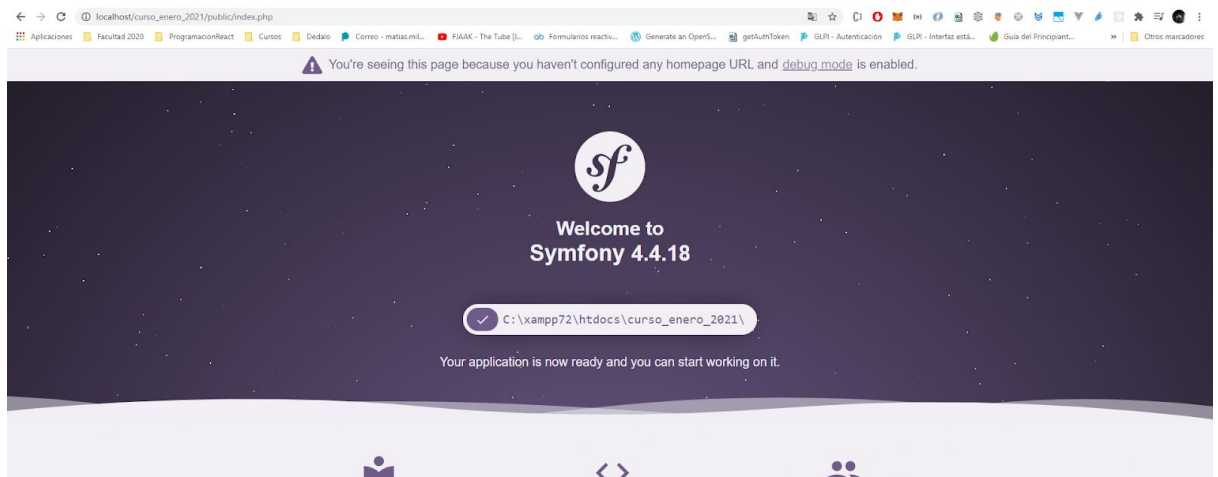 localhost/curso_enero_2021/public/index.php
Aplicaciones Facultad 2020 ProgramacionReact Cursos Dedalo Correo - matias.mil... FJAAK - The Tube [l... Formularios reactiv... Generate an OpenS... getAuthToken GLPI - Autenticación GLPI - Interfaz está... Guía del Principiant... » Otros marcadores
You're seeing this page because you haven't configured any homepage URL and debug mode is enabled.
sf
Welcome to
Symfony 4.4.18
C:\xampp72\htdocs\curso_enero_2021\
Your application is now ready and you can start working on it.